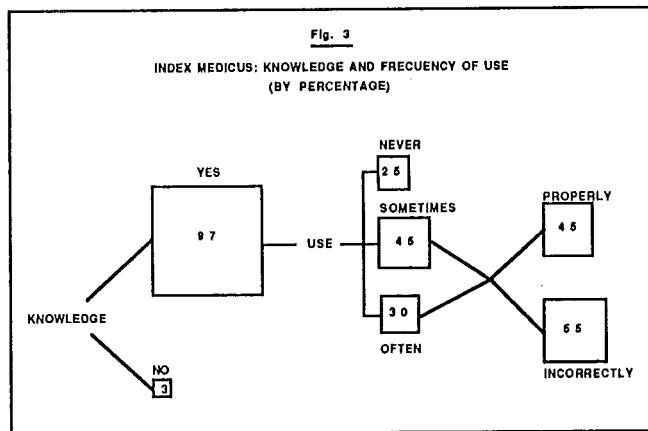 Fig. 3
INDEX MEDICUS: KNOWLEDGE AND FRECUENCY OF USE
(BY PERCENTAGE)
NEVER
25
YES
97
USE
SOMETIMES
45
PROPERLY
45
KNOWLEDGE
30
OFTEN
55
INCORRECTLY
NO
3